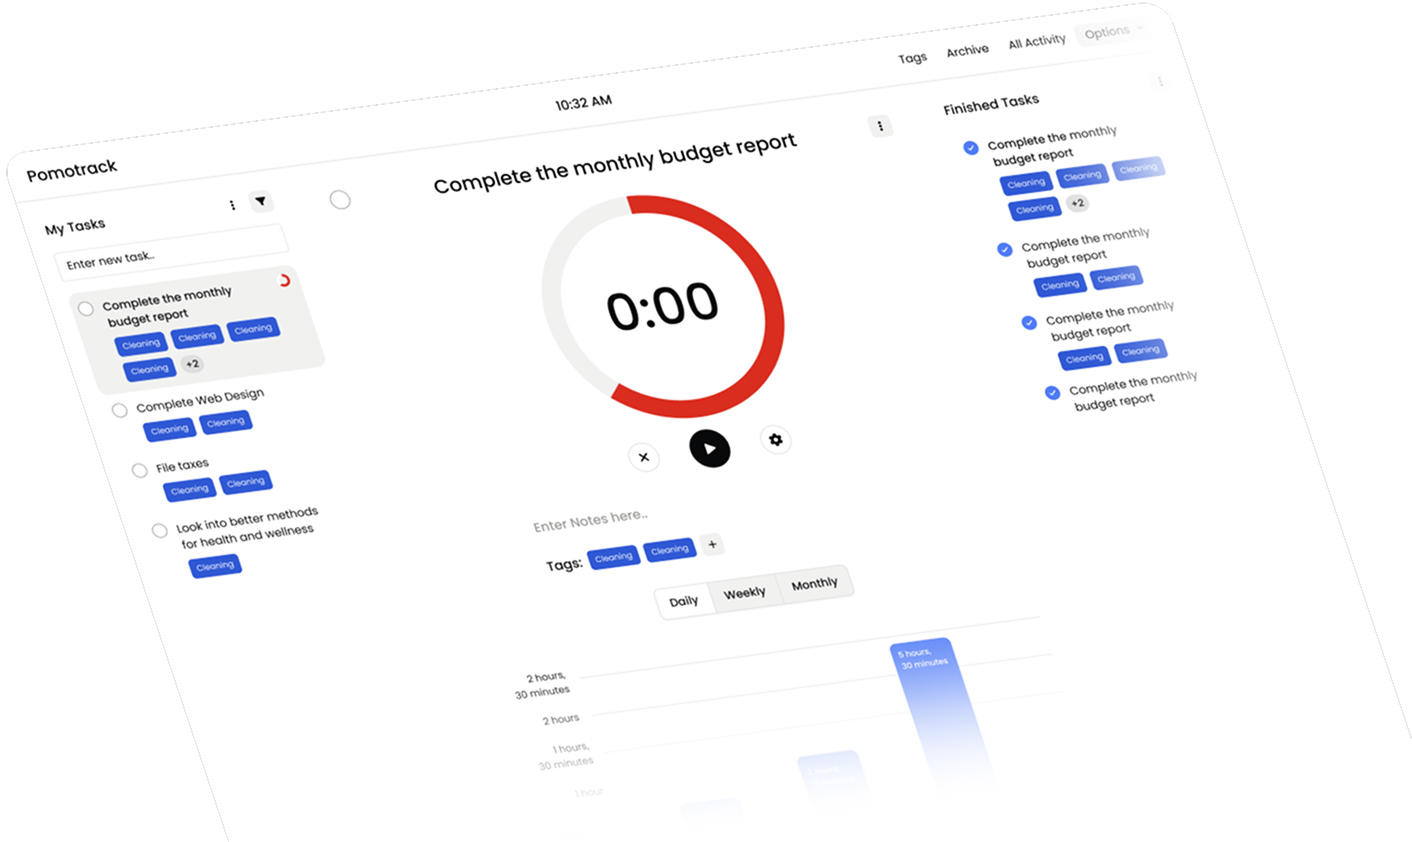 Tags Archive All Activity Options
10:32 AM
Pomotrack
My Tasks
Enter new task..
Complete the monthly
budget report
Cleaning Cleaning Cleaning
Cleaning +2
Complete Web Design
Cleaning Cleaning
File taxes
Cleaning Cleaning
Look into better methods
for health and wellness
Cleaning
Complete the monthly budget report
0:00
Enter Notes here..
Tags: Cleaning Cleaning +
Daily Weekly Monthly
2 hours,
30 minutes
2 hours
1 hours,
30 minutes
1 hour
5 hours,
30 minutes
Finished Tasks
Complete the monthly
budget report
Cleaning Cleaning Cleaning
Cleaning +2
Complete the monthly
budget report
Cleaning Cleaning
Complete the monthly
budget report
Cleaning Cleaning
Complete the monthly
budget report